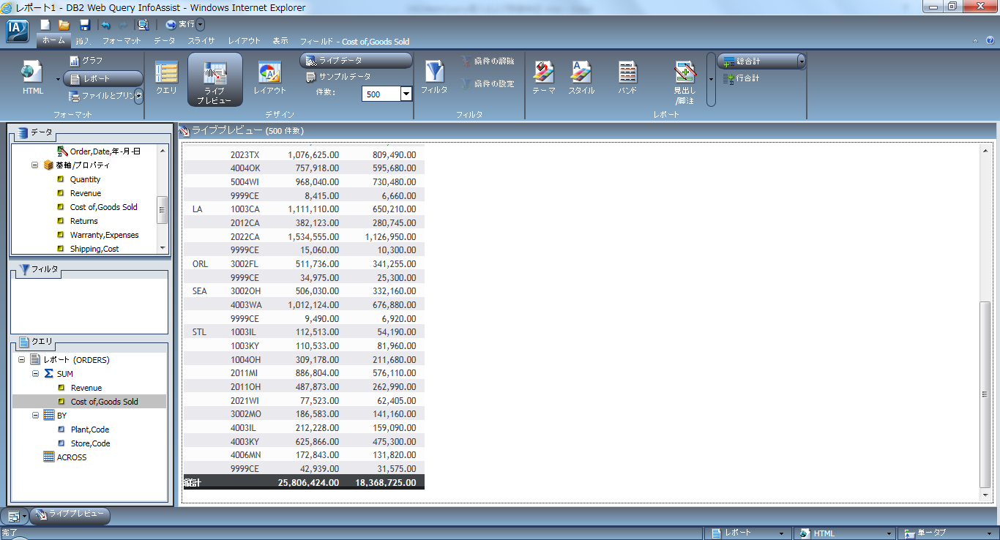 レポート1 - DB2 Web Query InfoAssist - Windows Internet Explorer
IA
実行
ホーム 挿入 フォーマット データ スライサ レイアウト 表示 フィールド - Cost of,Goods Sold
HTML
グラフ
レポート
ファイルとプリン
フォーマット
クエリ
ライブ
プレビュー
レイアウト
ライブデータ
サンプルデータ
件数: 500
デザイン
フィルタ
条件の解除
条件の設定
フィルタ
テーマ
スタイル
バンド
見出し
/脚注
総合計
行合計
レポート
データ
Order,Date,年-月-日
基軸/プロパティ
Quantity
Revenue
Cost of,Goods Sold
Returns
Warranty,Expenses
Shipping,Cost
フィルタ
クエリ
レポート (ORDERS)
SUM
Revenue
Cost of,Goods Sold
BY
Plant,Code
Store,Code
ACROSS
ライブプレビュー (500 件数)
2023TX 1,076,625.00 809,490.00
4004OK 757,918.00 595,680.00
5004WI 968,040.00 730,480.00
9999CE 8,415.00 6,660.00
LA 1003CA 1,111,110.00 650,210.00
2012CA 382,123.00 280,745.00
2022CA 1,534,555.00 1,126,950.00
9999CE 15,060.00 10,300.00
ORL 3002FL 511,736.00 341,255.00
9999CE 34,975.00 25,300.00
SEA 3002OH 506,030.00 332,160.00
4003WA 1,012,124.00 676,880.00
9999CE 9,490.00 6,920.00
STL 1003IL 112,513.00 54,190.00
1003KY 110,533.00 81,960.00
1004OH 309,178.00 211,680.00
2011MI 886,804.00 576,110.00
2011OH 487,873.00 262,990.00
2021WI 77,523.00 62,405.00
3002MO 186,583.00 141,160.00
4003IL 212,228.00 159,090.00
4003KY 625,866.00 475,300.00
4006MN 172,843.00 131,820.00
9999CE 42,939.00 31,575.00
総計 25,806,424.00 18,368,725.00
ライブプレビュー
完了
レポート
HTML
単一タブ